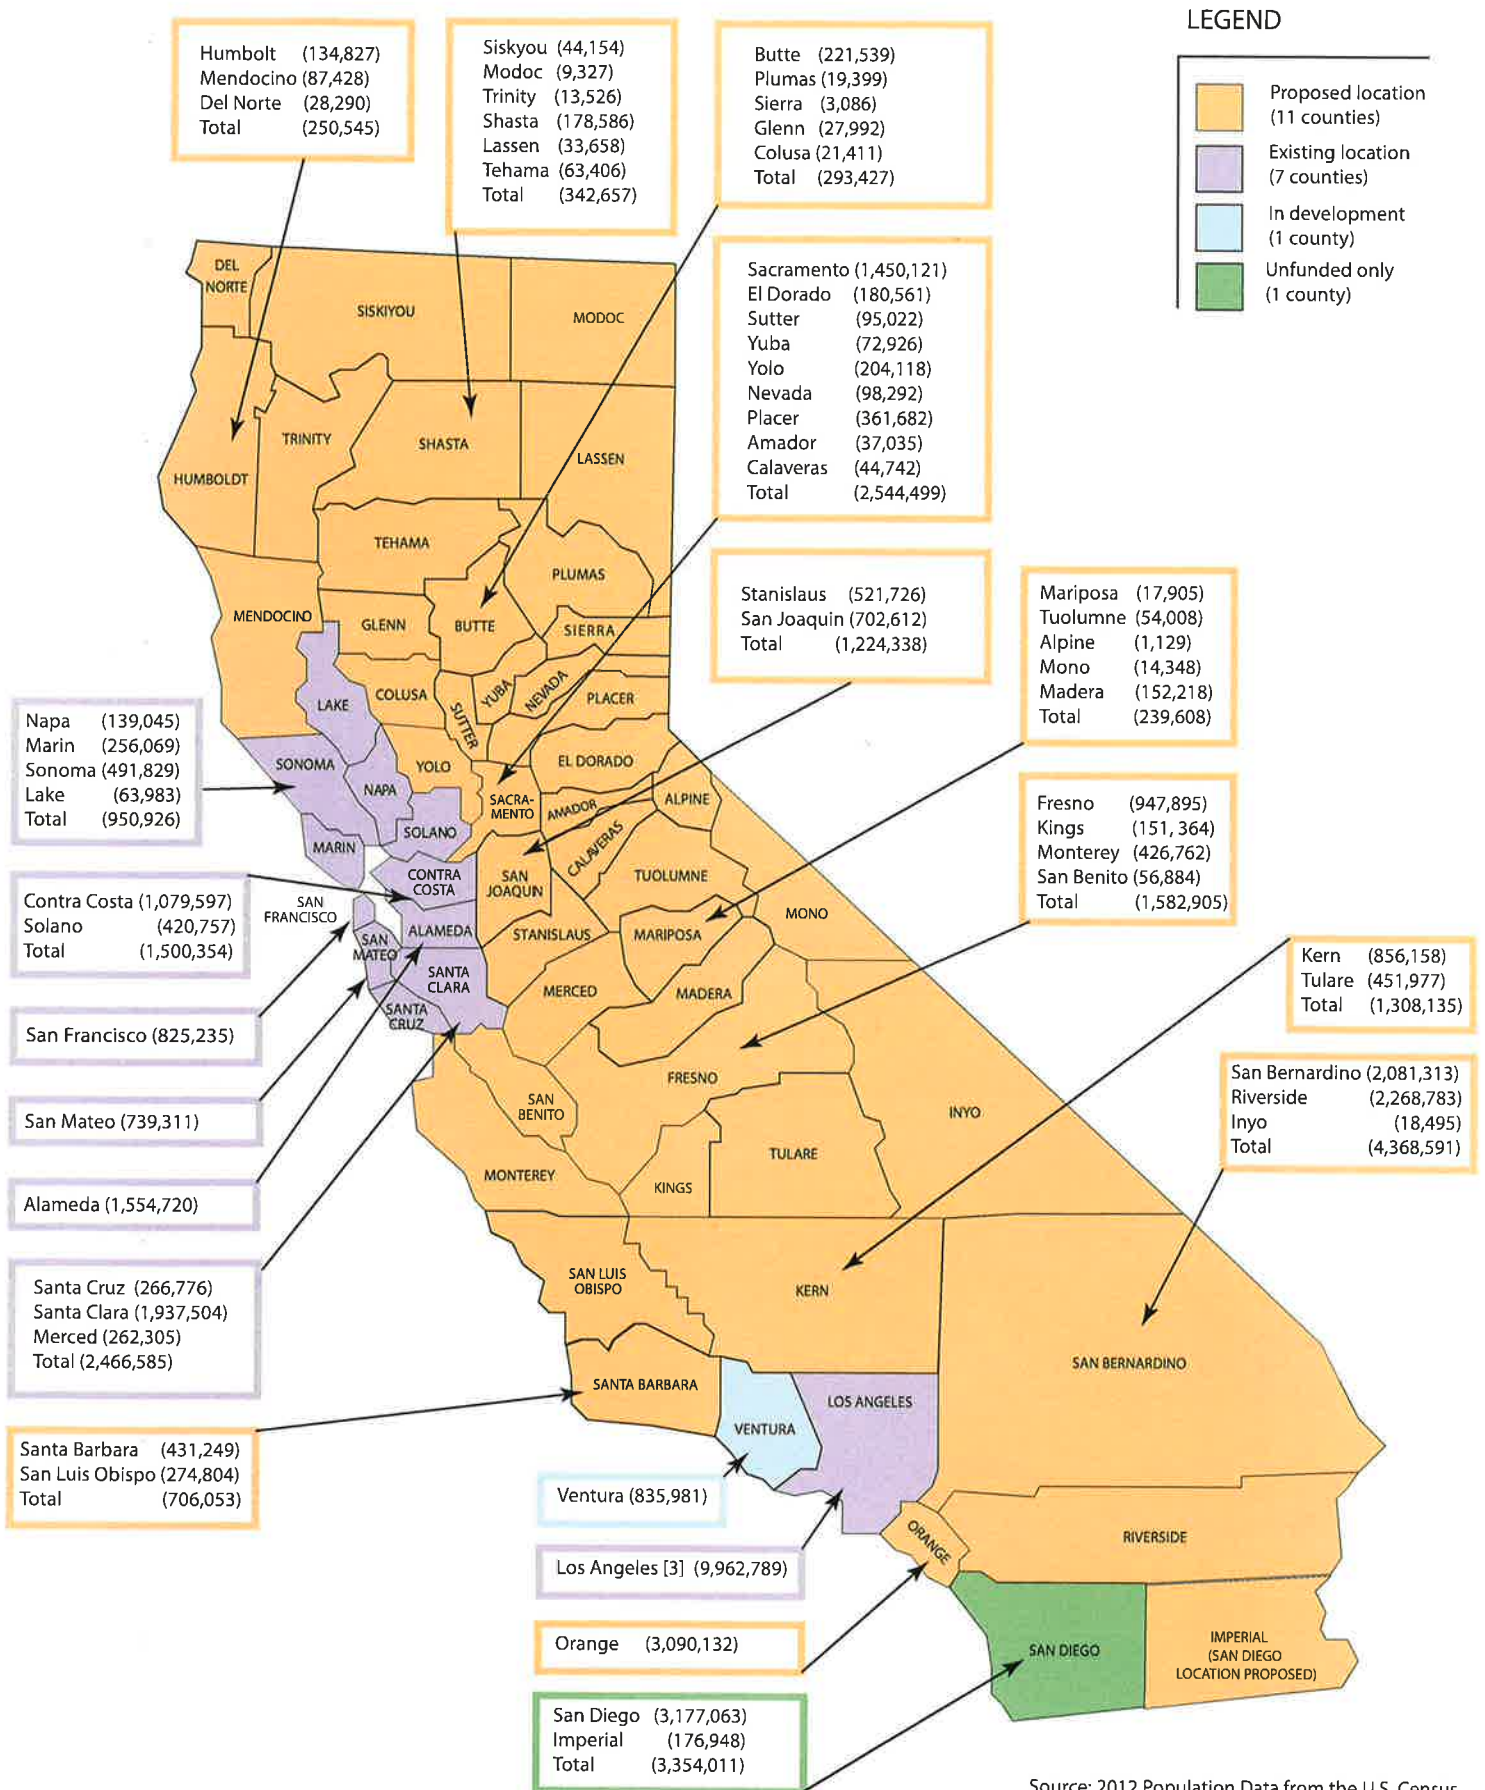 LEGEND
Proposed location
(11 counties)
Existing location
(7 counties)
In development
(1 county)
Unfunded only
(1 county)
Humbolt (134,827)
Mendocino (87,428)
Del Norte (28,290)
Total (250,545)
Siskyou (44,154)
Modoc (9,327)
Trinity (13,526)
Shasta (178,586)
Lassen (33,658)
Tehama (63,406)
Total (342,657)
Butte (221,539)
Plumas (19,399)
Sierra (3,086)
Glenn (27,992)
Colusa (21,411)
Total (293,427)
Sacramento (1,450,121)
El Dorado (180,561)
Sutter (95,022)
Yuba (72,926)
Yolo (204,118)
Nevada (98,292)
Placer (361,682)
Amador (37,035)
Calaveras (44,742)
Total (2,544,499)
Stanislaus (521,726)
San Joaquin (702,612)
Total (1,224,338)
Mariposa (17,905)
Tuolumne (54,008)
Alpine (1,129)
Mono (14,348)
Madera (152,218)
Total (239,608)
Fresno (947,895)
Kings (151, 364)
Monterey (426,762)
San Benito (56,884)
Total (1,582,905)
Kern (856,158)
Tulare (451,977)
Total (1,308,135)
San Bernardino (2,081,313)
Riverside (2,268,783)
Inyo (18,495)
Total (4,368,591)
Napa (139,045)
Marin (256,069)
Sonoma (491,829)
Lake (63,983)
Total (950,926)
Contra Costa (1,079,597)
Solano (420,757)
Total (1,500,354)
San Francisco (825,235)
San Mateo (739,311)
Alameda (1,554,720)
Santa Cruz (266,776)
Santa Clara (1,937,504)
Merced (262,305)
Total (2,466,585)
Santa Barbara (431,249)
San Luis Obispo (274,804)
Total (706,053)
Ventura (835,981)
Los Angeles [3] (9,962,789)
Orange (3,090,132)
San Diego (3,177,063)
Imperial (176,948)
Total (3,354,011)
DEL
NORTE
SISKIYOU
MODOC
HUMBOLDT
TRINITY
SHASTA
LASSEN
TEHAMA
PLUMAS
MENDOCINO
GLENN
BUTTE
SIERRA
LAKE
COLUSA
SUTTER
YUBA
NEVADA
PLACER
SONOMA
NAPA
YOLO
EL DORADO
SACRA-
MENTO
AMADOR
ALPINE
SOLANO
MARIN
CALAVERAS
CONTRA
COSTA
SAN
JOAQUIN
TUOLUMNE
MONO
SAN
FRANCISCO
ALAMEDA
STANISLAUS
MARIPOSA
SAN
MATEO
SANTA
CLARA
MERCED
MADERA
SANTA
CRUZ
FRESNO
SAN
BENITO
INYO
MONTEREY
KINGS
TULARE
SAN LUIS
OBISPO
KERN
SAN BERNARDINO
SANTA BARBARA
VENTURA
LOS ANGELES
ORANGE
RIVERSIDE
SAN DIEGO
IMPERIAL
(SAN DIEGO
LOCATION PROPOSED)
Source: 2012 Population Data from the U.S. Census